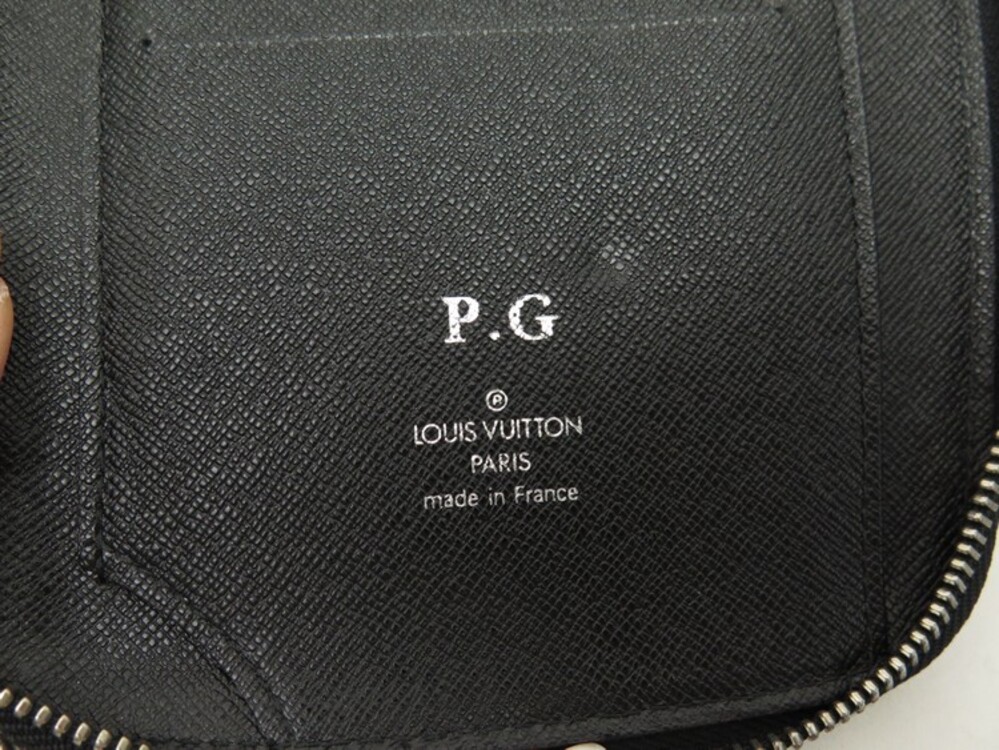 P.G
®
LOUIS VUITTON
PARIS
made in France